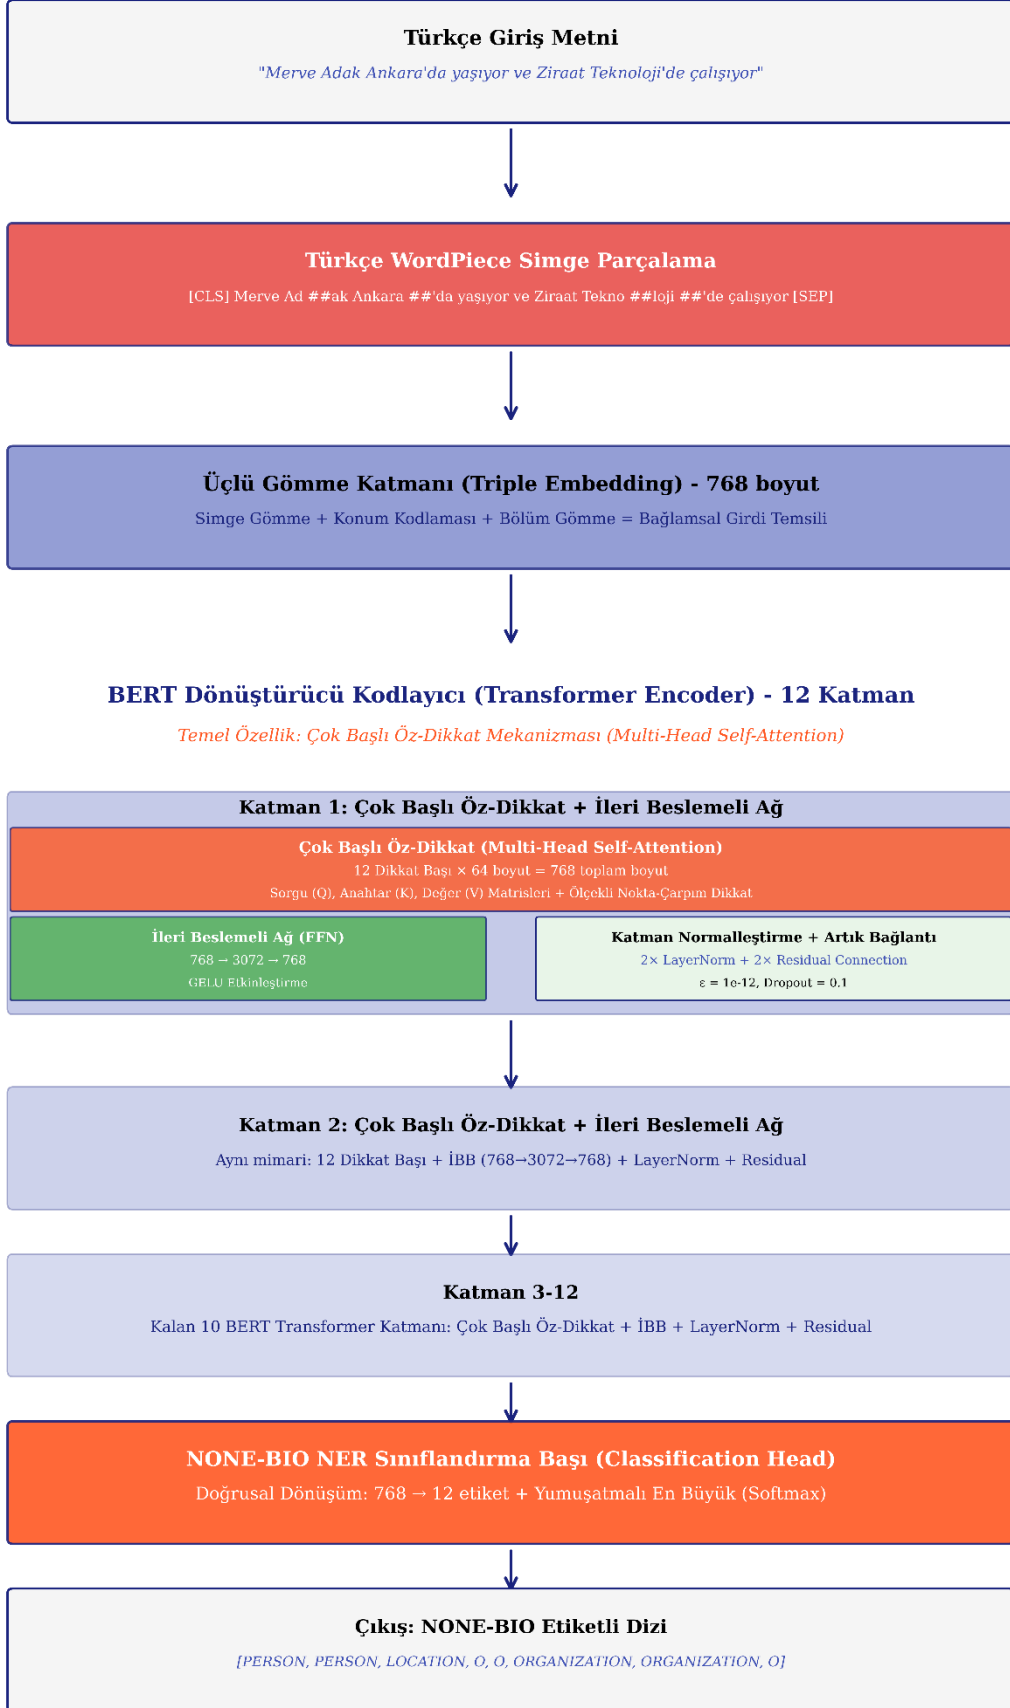 Türkçe Giriş Metni
"Merve Adak Ankara'da yaşıyor ve Ziraat Teknoloji'de çalışıyor"
Türkçe WordPiece Simge Parçalama
[CLS] Merve Ad ##ak Ankara ##'da yaşıyor ve Ziraat Tekno ##loji ##'de çalışıyor [SEP]
Üçlü Gömme Katmanı (Triple Embedding) - 768 boyut
Simge Gömme + Konum Kodlaması + Bölüm Gömme = Bağlamsal Girdi Temsili
BERT Dönüştürücü Kodlayıcı (Transformer Encoder) - 12 Katman
Temel Özellik: Çok Başlı Öz-Dikkat Mekanizması (Multi-Head Self-Attention)
Katman 1: Çok Başlı Öz-Dikkat + İleri Beslemeli Ağ
Çok Başlı Öz-Dikkat (Multi-Head Self-Attention)
12 Dikkat Başı × 64 boyut = 768 toplam boyut
Sorgu (Q), Anahtar (K), Değer (V) Matrisleri + Ölçekli Nokta-Çarpım Dikkat
İleri Beslemeli Ağ (FFN)
768 → 3072 → 768
GELU Etkinleştirme
Katman Normalleştirme + Artık Bağlantı
2× LayerNorm + 2× Residual Connection
ε = 1e-12, Dropout = 0.1
Katman 2: Çok Başlı Öz-Dikkat + İleri Beslemeli Ağ
Aynı mimari: 12 Dikkat Başı + İBB (768→3072→768) + LayerNorm + Residual
Katman 3-12
Kalan 10 BERT Transformer Katmanı: Çok Başlı Öz-Dikkat + İBB + LayerNorm + Residual
NONE-BIO NER Sınıflandırma Başı (Classification Head)
Doğrusal Dönüşüm: 768 → 12 etiket + Yumuşatmalı En Büyük (Softmax)
Çıkış: NONE-BIO Etiketli Dizi
[PERSON, PERSON, LOCATION, O, O, ORGANIZATION, ORGANIZATION, O]